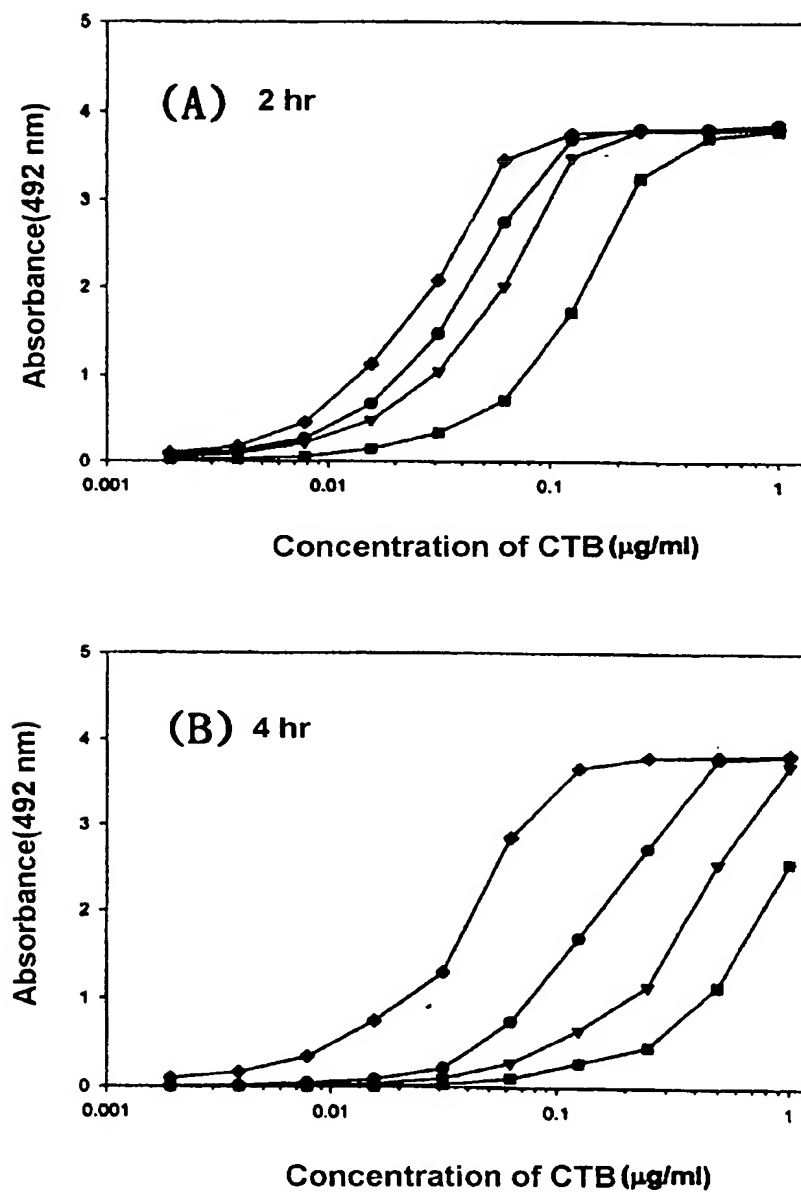 5
(A) 2 hr
4
3
2
1
0
Absorbance(492 nm)
0.001 0.01 0.1 1
Concentration of CTB (μg/ml)
5
(B) 4 hr
4
3
2
1
0
Absorbance(492 nm)
0.001 0.01 0.1 1
Concentration of CTB (μg/ml)